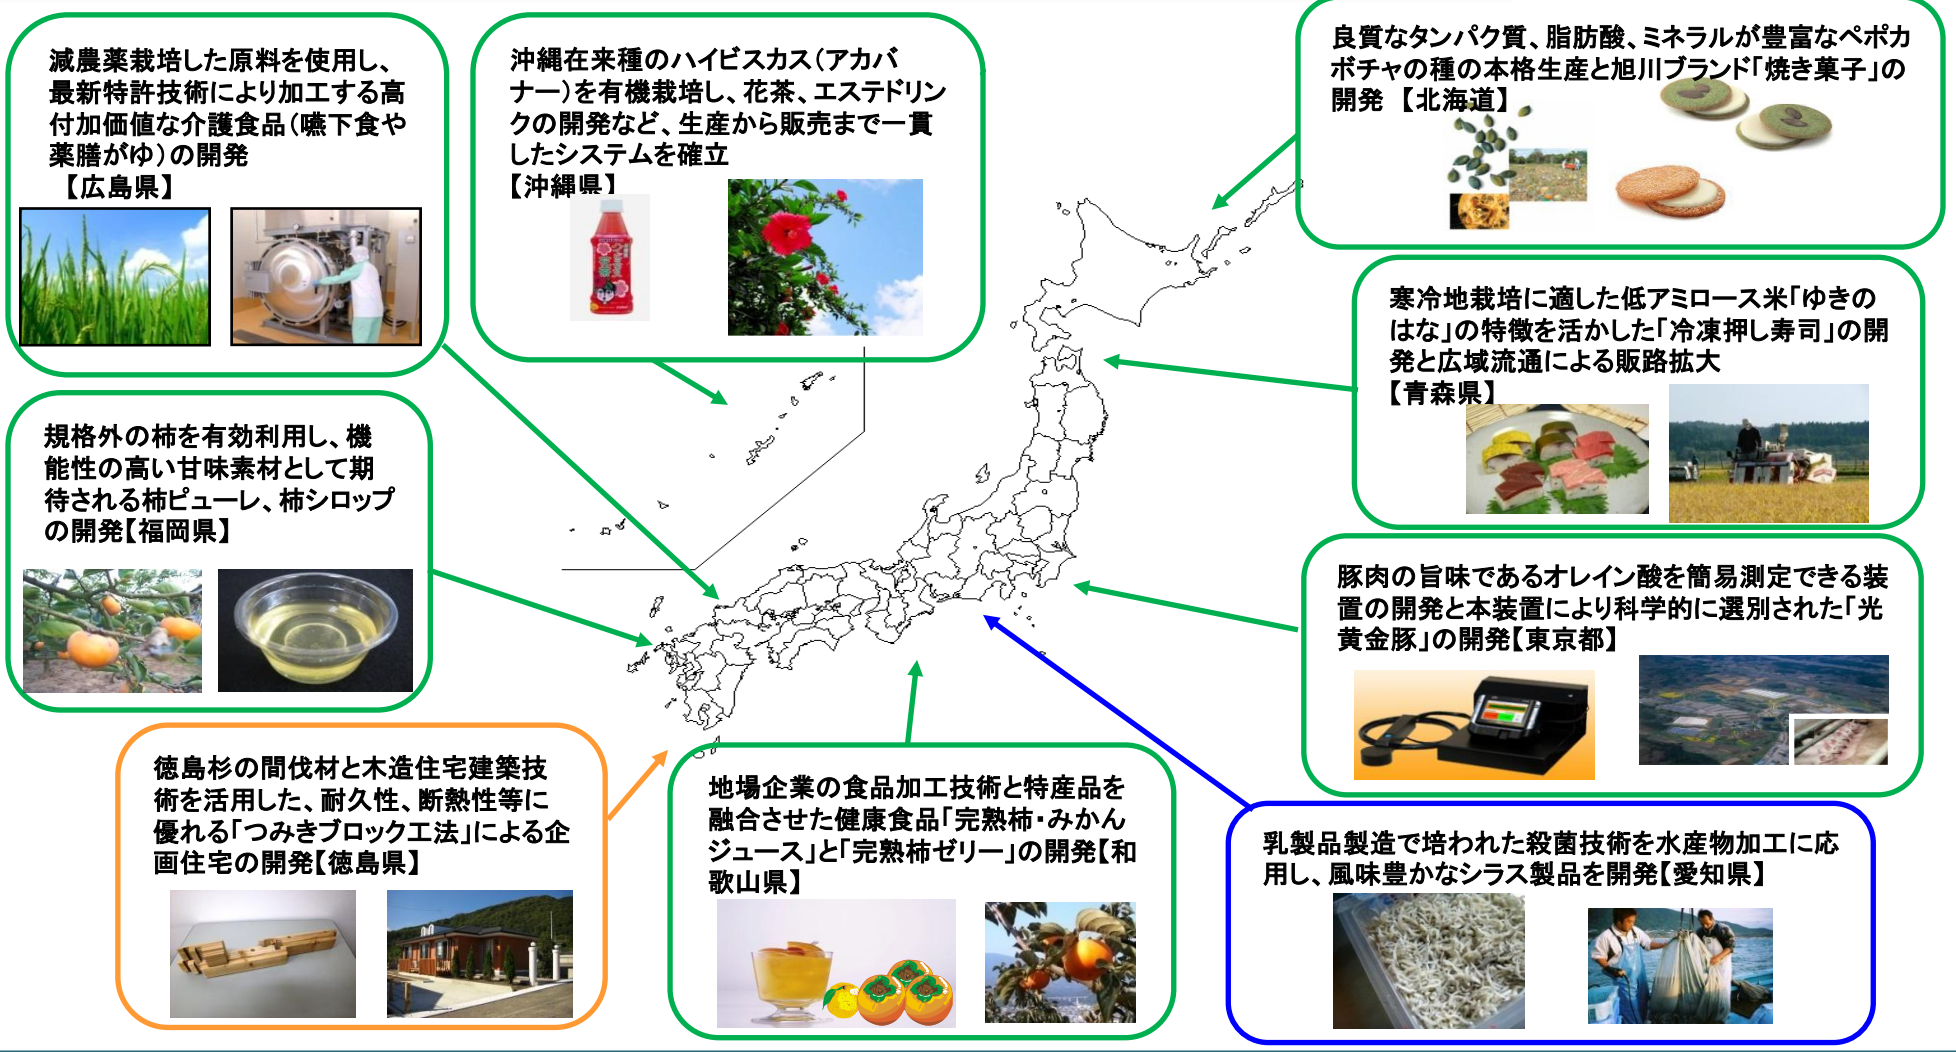 減農薬栽培した原料を使用し、
最新特許技術により加工する高
付加価値な介護食品（嚥下食や
薬膳がゆ）の開発
【広島県】
沖縄在来種のハイビスカス（アカバ
ナー）を有機栽培し、花茶、エステドリン
クの開発など、生産から販売まで一貫
したシステムを確立
【沖縄県】
良質なタンパク質、脂肪酸、ミネラルが豊富なペポカ
ボチャの種の本格生産と旭川ブランド「焼き菓子」の
開発 【北海道】
寒冷地栽培に適した低アミロース米「ゆきの
はな」の特徴を活かした「冷凍押し寿司」の開
発と広域流通による販路拡大
【青森県】
規格外の柿を有効利用し、機
能性の高い甘味素材として期
待される柿ピューレ、柿シロップ
の開発【福岡県】
豚肉の旨味であるオレイン酸を簡易測定できる装
置の開発と本装置により科学的に選別された「光
黄金豚」の開発【東京都】
徳島杉の間伐材と木造住宅建築技
術を活用した、耐久性、断熱性等に
優れる「つみきブロック工法」による企
画住宅の開発【徳島県】
地場企業の食品加工技術と特産品を
融合させた健康食品「完熟柿・みかん
ジュース」と「完熟柿ゼリー」の開発【和
歌山県】
乳製品製造で培われた殺菌技術を水産物加工に応
用し、風味豊かなシラス製品を開発【愛知県】